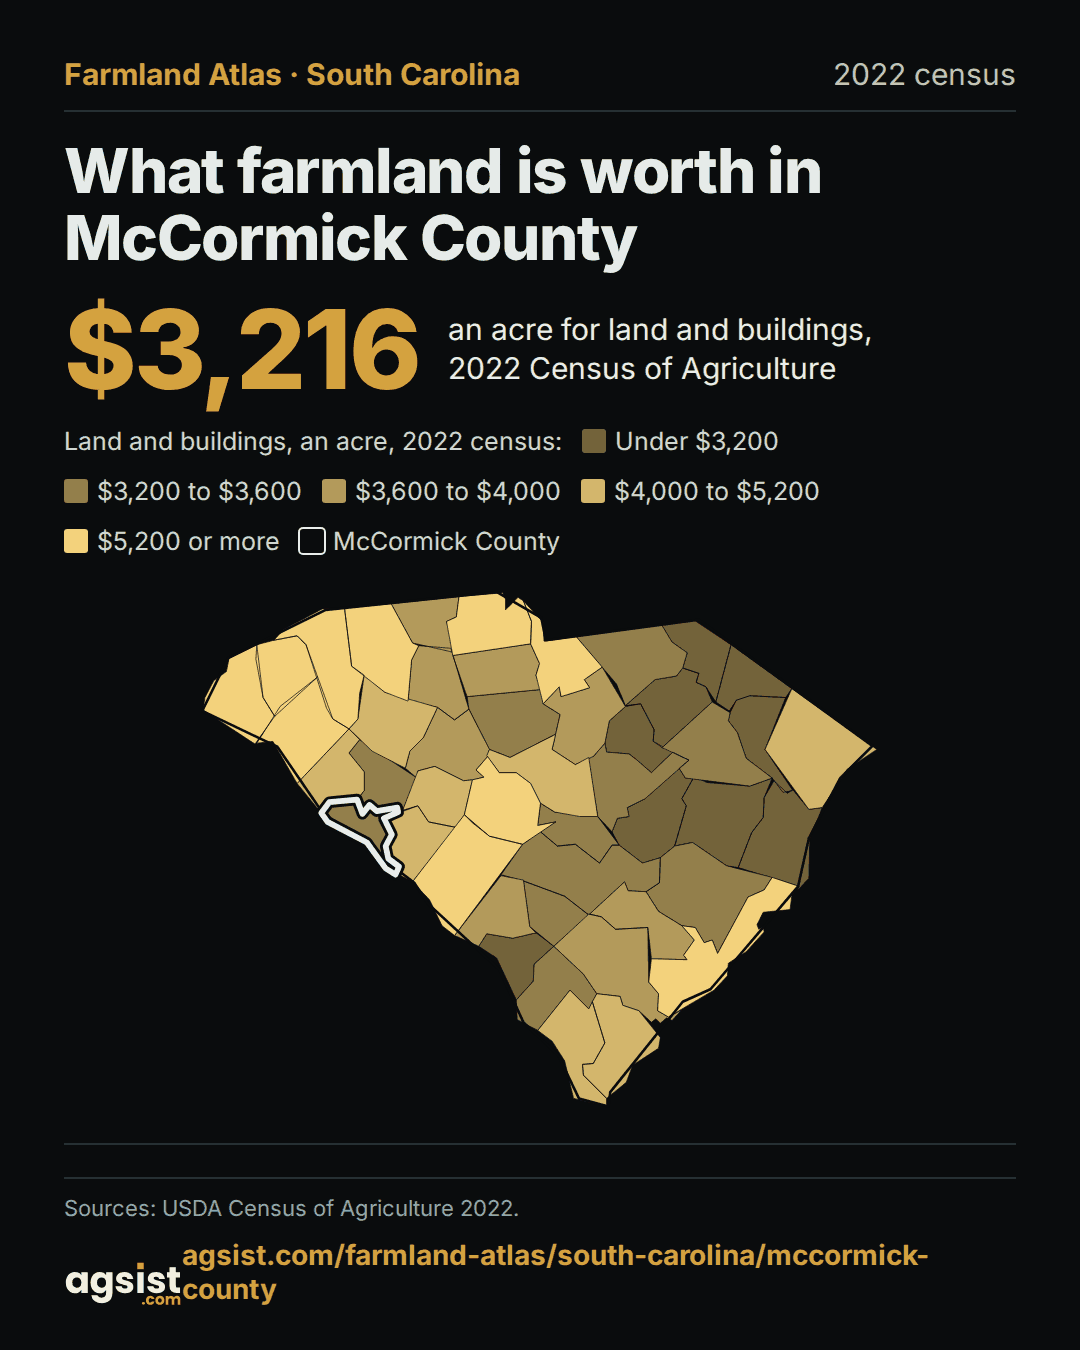 Farmland Atlas · South Carolina
2022 census
What farmland is worth in
McCormick County
$3,216
an acre for land and buildings,
2022 Census of Agriculture
Land and buildings, an acre, 2022 census: Under $3,200
$3,200 to $3,600 $3,600 to $4,000 $4,000 to $5,200
$5,200 or more McCormick County
Sources: USDA Census of Agriculture 2022.
agsist.com
agsist.com/farmland-atlas/south-carolina/mccormick-
county